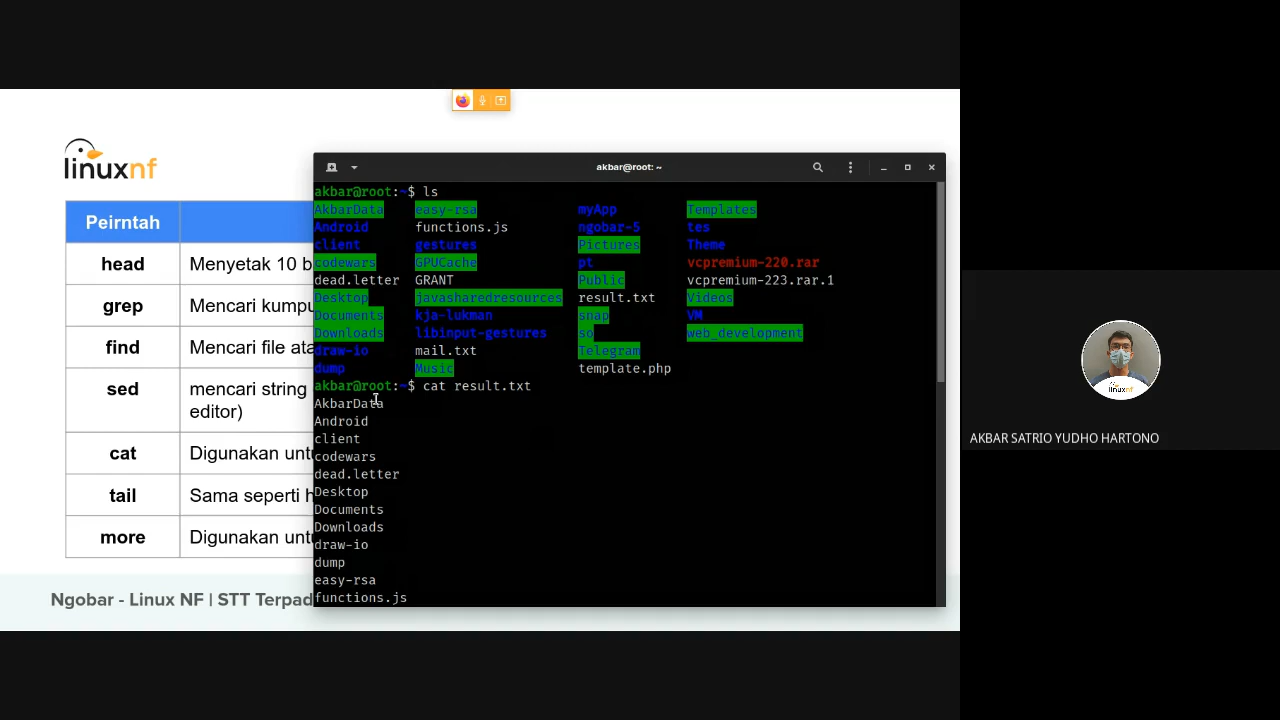 linuxnf
Peirntah
head Menyetak 10 b
grep Mencari kumpu
find Mencari file ata
sed mencari string
editor)
cat Digunakan untu
tail Sama seperti h
more Digunakan untu
Ngobar - Linux NF | STT Terpad
akbar@root: ~
akbar@root:~$ ls
AkbarData easy-rsa myApp Templates
Android functions.js ngobar-5 tes
client gestures Pictures Theme
codewars GPUCache pt vcpremium-220.rar
dead.letter GRANT Public vcpremium-223.rar.1
Desktop javasharedresources result.txt Videos
Documents kja-lukman snap VM
Downloads libinput-gestures so web_development
draw-io mail.txt Telegram
dump Music template.php
akbar@root:~$ cat result.txt
AkbarData
Android
client
codewars
dead.letter
Desktop
Documents
Downloads
draw-io
dump
easy-rsa
functions.js
linuxnf
AKBAR SATRIO YUDHO HARTONO